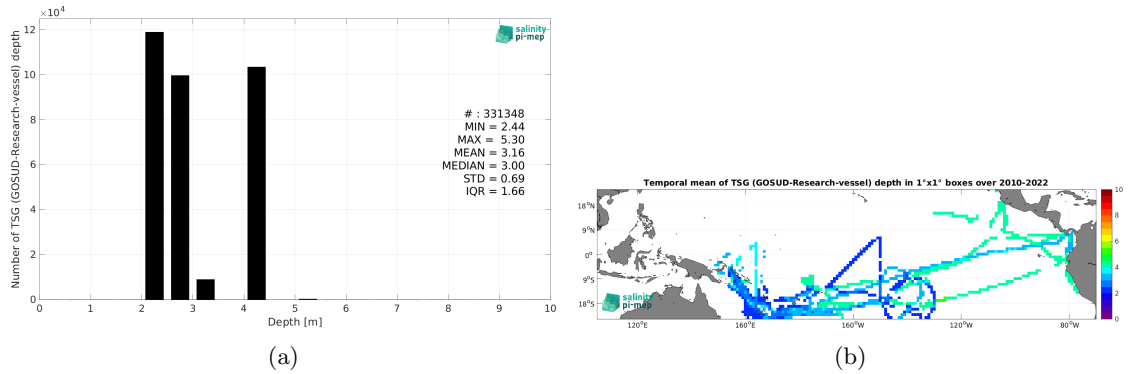 ×10⁴
12
10
8
6
4
2
0
Number of TSG (GOSUD-Research-vessel) depth
0 1 2 3 4 5 6 7 8 9 10
Depth [m]
salinity
pi-mep
# : 331348
MIN = 2.44
MAX = 5.30
MEAN = 3.16
MEDIAN = 3.00
STD = 0.69
IQR = 1.66
(a)
Temporal mean of TSG (GOSUD-Research-vessel) depth in 1°x1° boxes over 2010-2022
18°N
9°N
0°
9°S
18°S
120°E 160°E 160°W 120°W 80°W
salinity
pi-mep
10
8
6
4
2
0
(b)